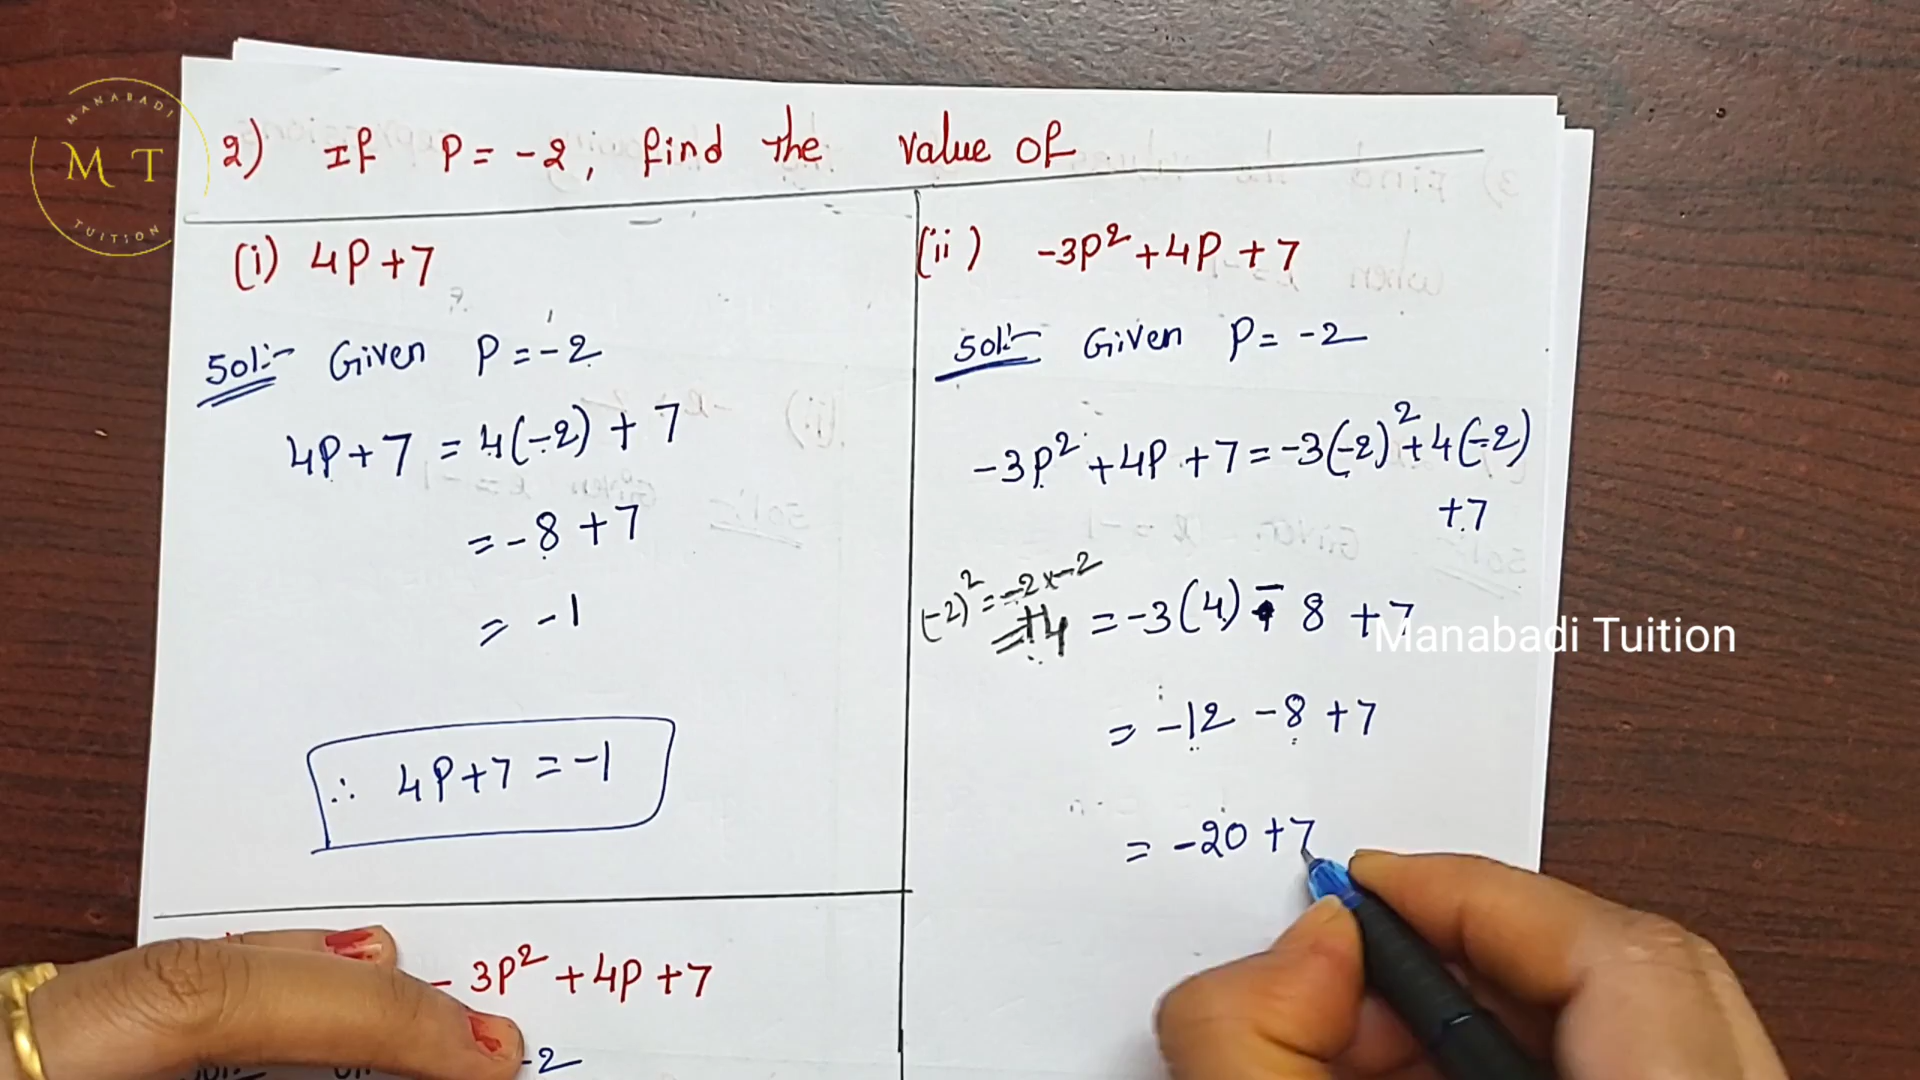 MANABADI
M T
TUITION
2) If P = -2, find the value of
(i) 4P+7
Sol:- Given P = -2
4P+7 = 4(-2) + 7
= -8 + 7
= -1
∴ 4P+7 = -1
(ii) -3P² + 4P + 7
Sol:- Given P = -2
-3P² + 4P + 7 = -3(-2)² + 4(-2)
+7
(-2)² = -2 x -2
= +4
= -3(4) - 8 + 7
Manabadi Tuition
= -12 - 8 + 7
= -20 + 7
- 3P² + 4P + 7
-2